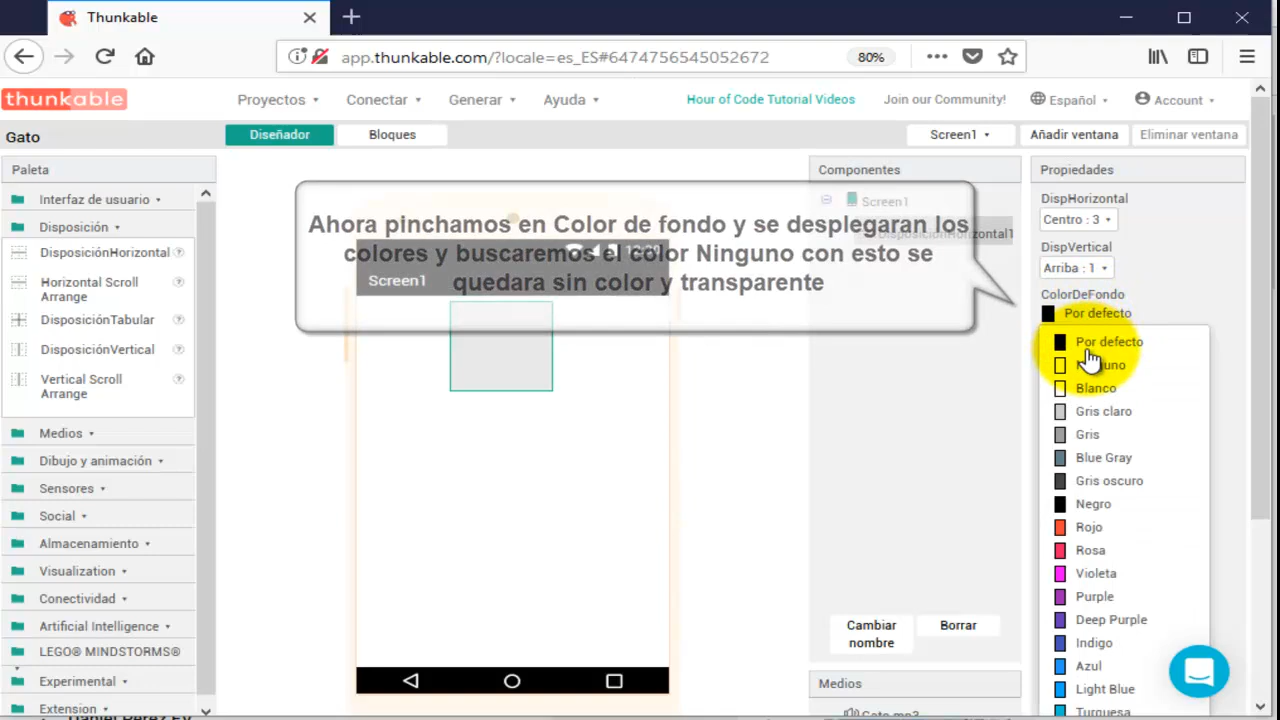 Thunkable
app.thunkable.com/?locale=es_ES#6474756545052672
80%
thunkable
Proyectos
Conectar
Generar
Ayuda
Hour of Code Tutorial Videos
Join our Community!
Español
Account
Gato
Diseñador
Bloques
Screen1
Añadir ventana
Eliminar ventana
Paleta
Interfaz de usuario
Disposición
DisposiciónHorizontal
Horizontal Scroll
Arrange
DisposiciónTabular
DisposiciónVertical
Vertical Scroll
Arrange
Medios
Dibujo y animación
Sensores
Social
Almacenamiento
Visualization
Conectividad
Artificial Intelligence
LEGO® MINDSTORMS®
Experimental
Extension
Ahora pinchamos en Color de fondo y se desplegaran los
colores y buscaremos el color Ninguno con esto se
quedara sin color y transparente
Screen1
Componentes
Screen1
DisposiciónHorizontal1
Cambiar
nombre
Borrar
Medios
Gato.mp3
Propiedades
DispHorizontal
Centro : 3
DispVertical
Arriba : 1
ColorDeFondo
Por defecto
Por defecto
Ninguno
Blanco
Gris claro
Gris
Blue Gray
Gris oscuro
Negro
Rojo
Rosa
Violeta
Purple
Deep Purple
Indigo
Azul
Light Blue
Turquesa